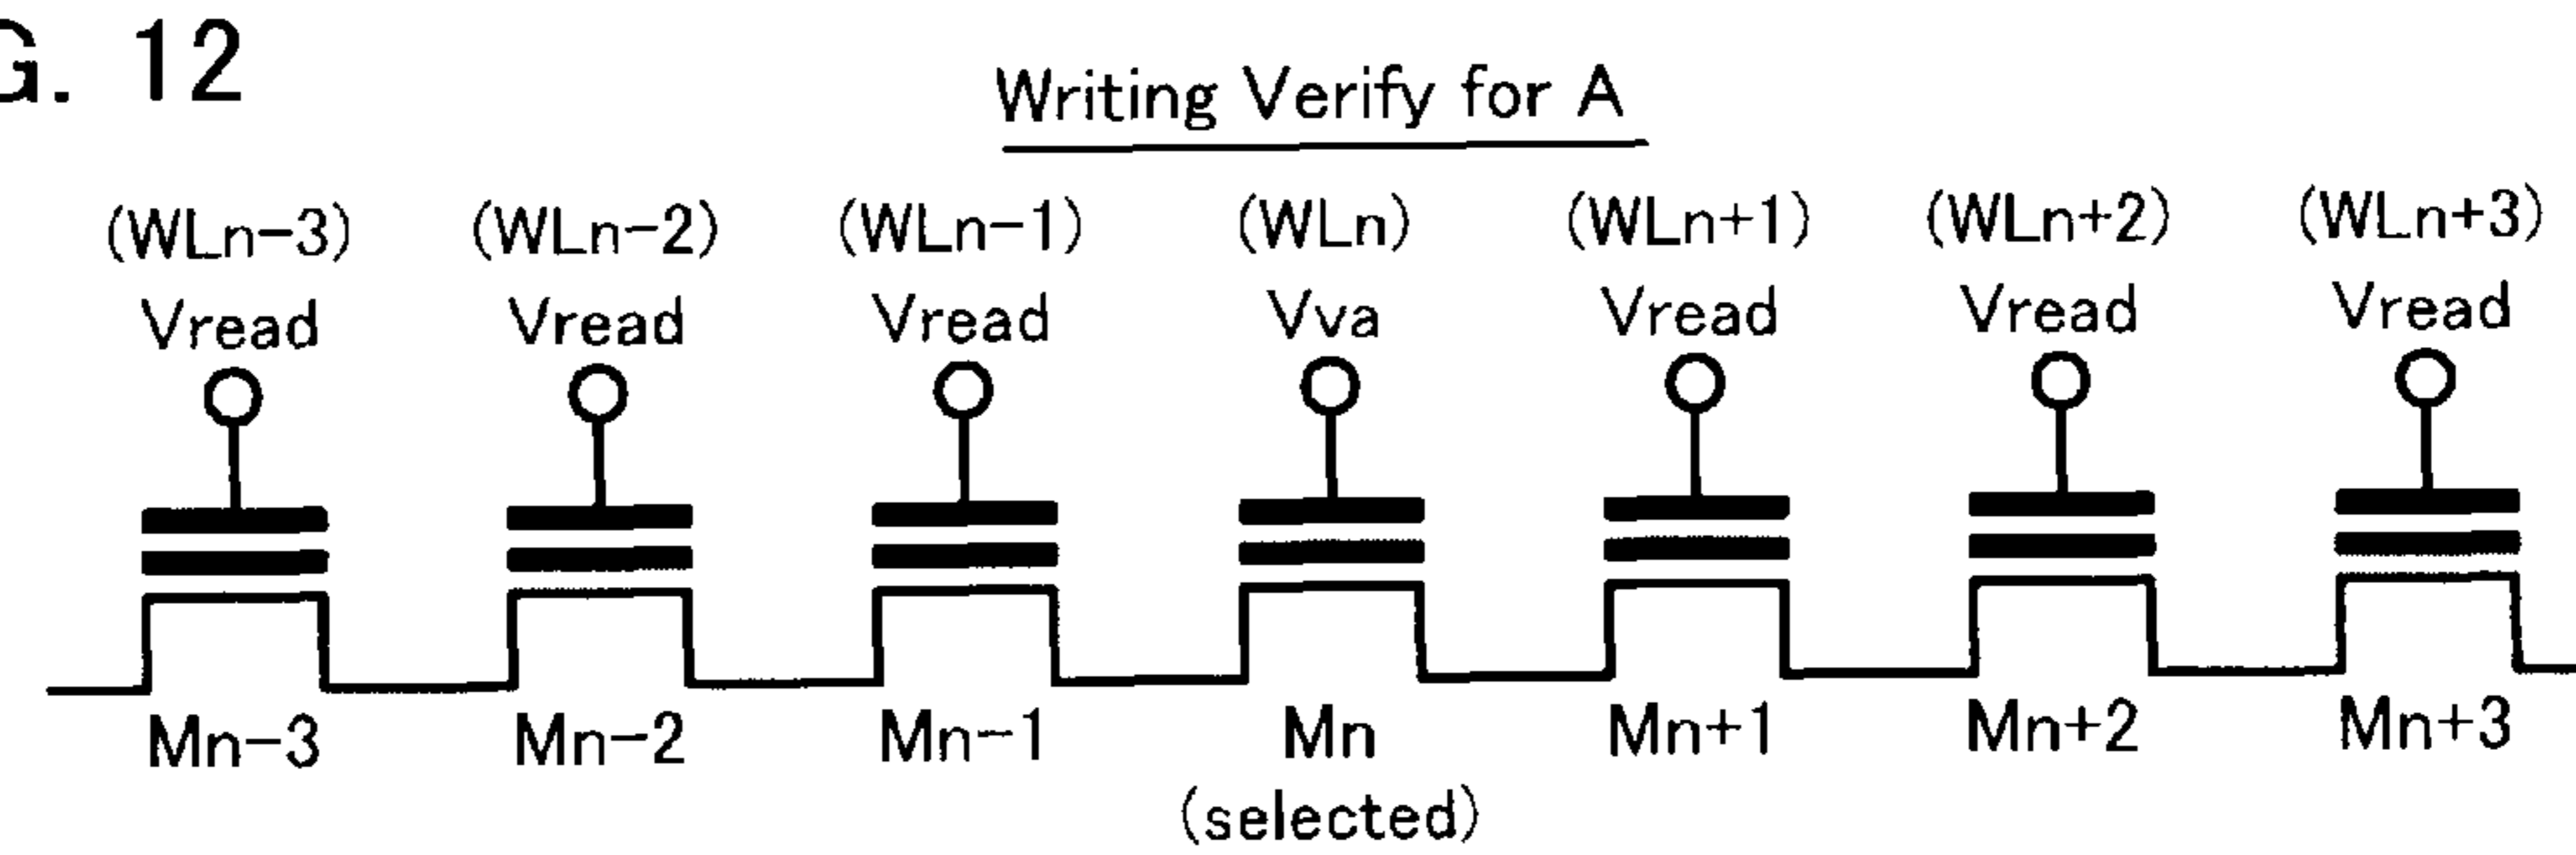 G. 12
Writing Verify for A
(WLn-3) (WLn-2) (WLn-1) (WLn) (WLn+1) (WLn+2) (WLn+3)
Vread Vread Vread Vva Vread Vread Vread
Mn-3 Mn-2 Mn-1 Mn Mn+1 Mn+2 Mn+3
(selected)